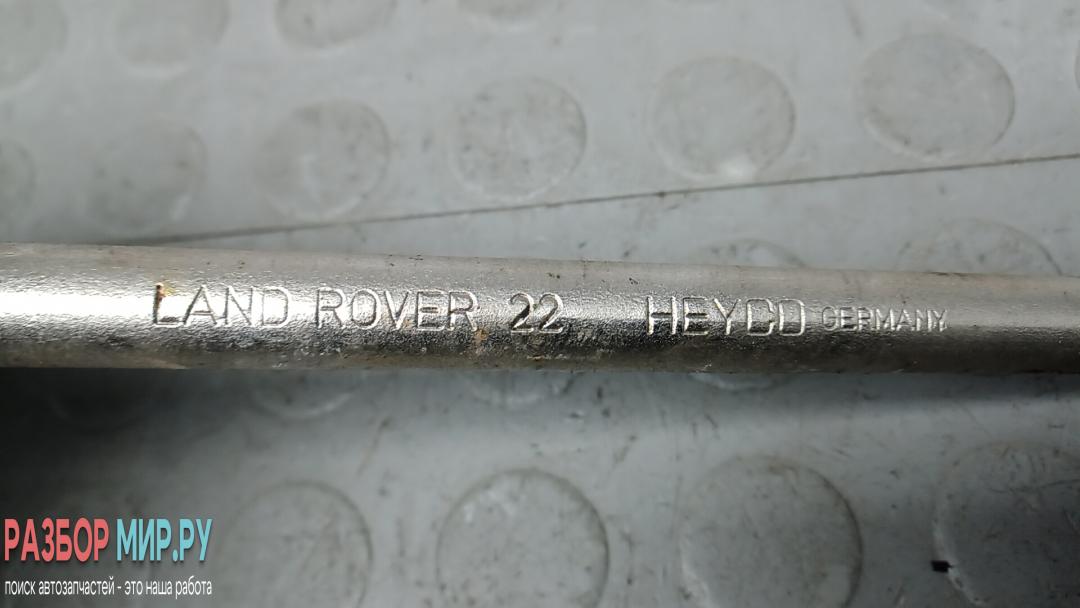 LAND ROVER 22 HEYCO GERMANY
РАЗБОР МИР.РУ
поиск автозапчастей - это наша работа